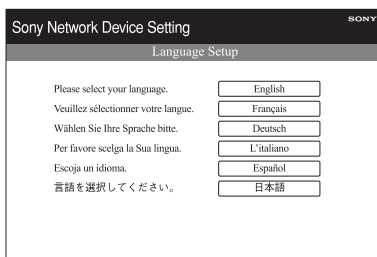 SONY
Sony Network Device Setting
Language Setup
Please select your language. English
Veuillez sélectionner votre langue. Français
Wählen Sie Ihre Sprache bitte. Deutsch
Per favore scelga la Sua lingua. L'italiano
Escoja un idioma. Español
言語を選択してください。 日本語